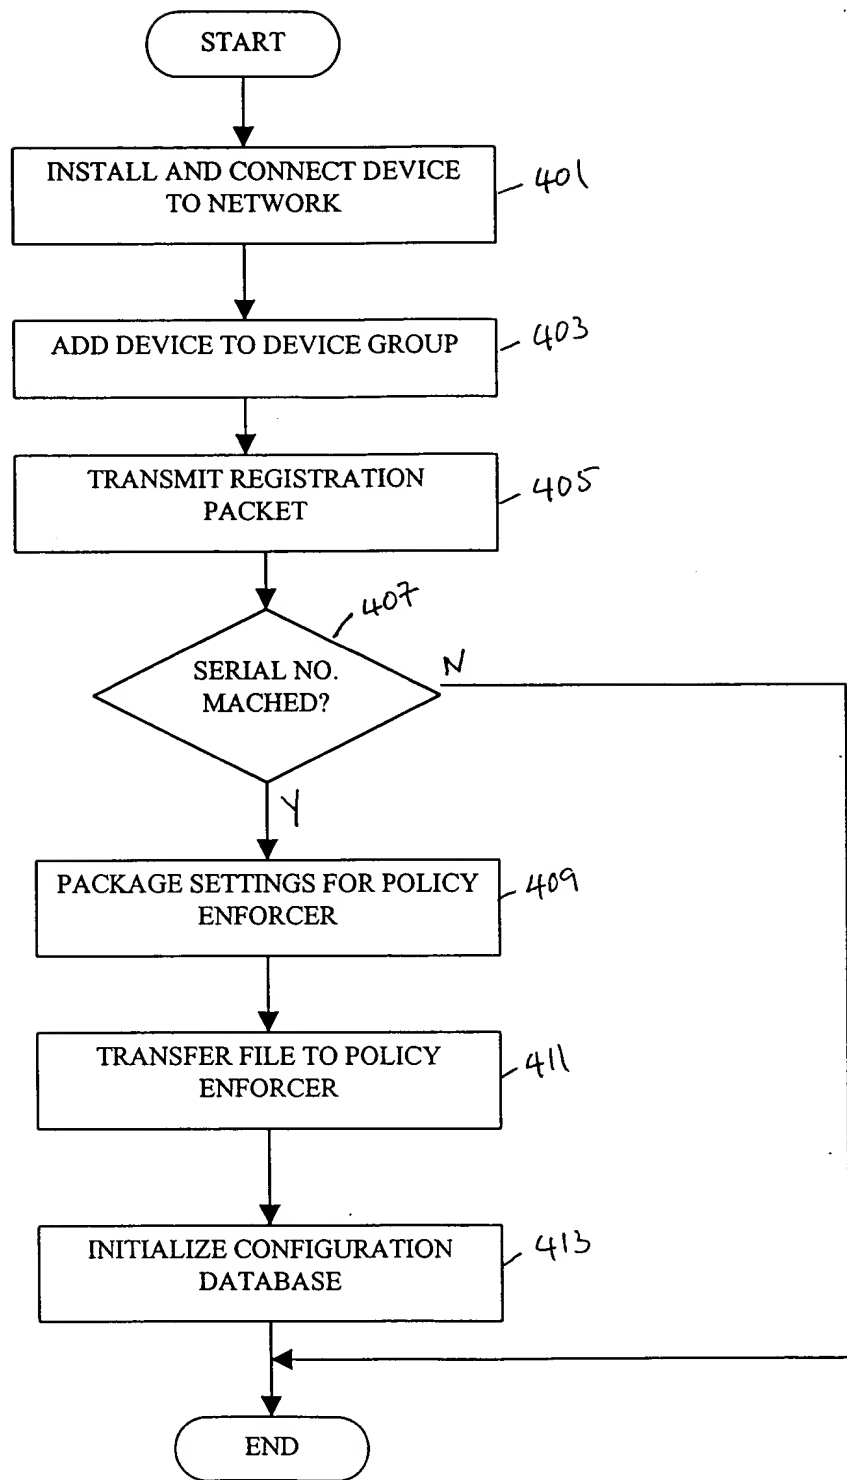 START
INSTALL AND CONNECT DEVICE
TO NETWORK
401
ADD DEVICE TO DEVICE GROUP
403
TRANSMIT REGISTRATION
PACKET
405
407
SERIAL NO.
MACHED?
N
Y
PACKAGE SETTINGS FOR POLICY
ENFORCER
409
TRANSFER FILE TO POLICY
ENFORCER
411
INITIALIZE CONFIGURATION
DATABASE
413
END